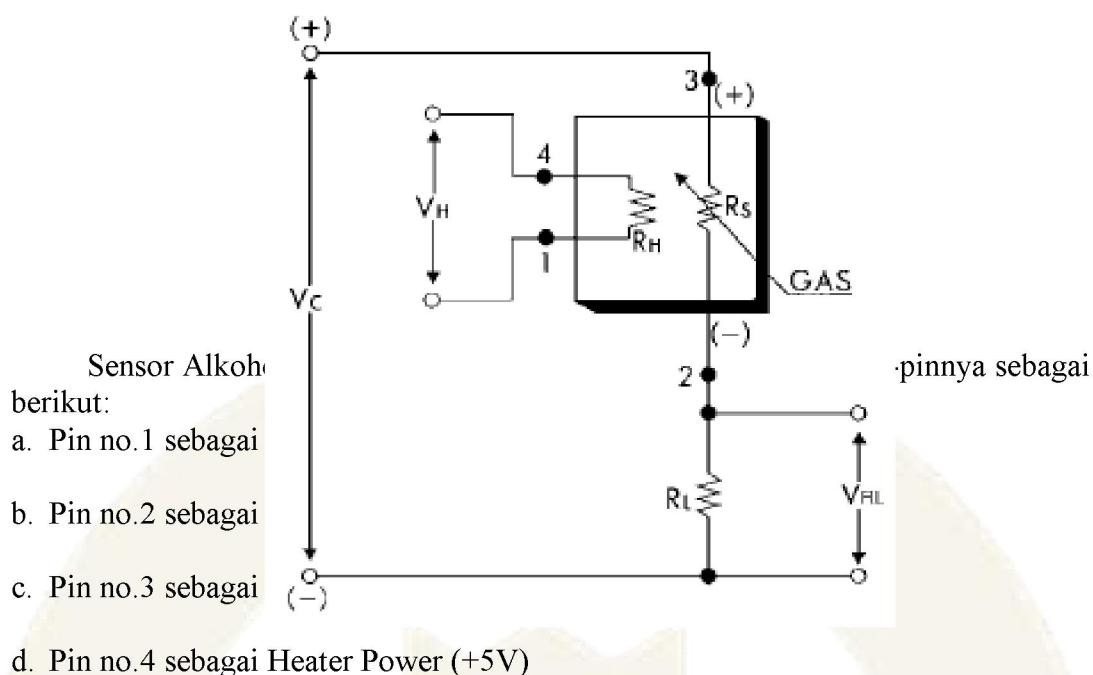 (+)
3
(+)
4
VH
RH
RS
1
GAS
VC
(−)
2
Sensor pinnya sebagai
berikut:
a. Pin no.1 sebagai
RL
VRL
b. Pin no.2 sebagai
c. Pin no.3 sebagai
(−)
d. Pin no.4 sebagai Heater Power (+5V)